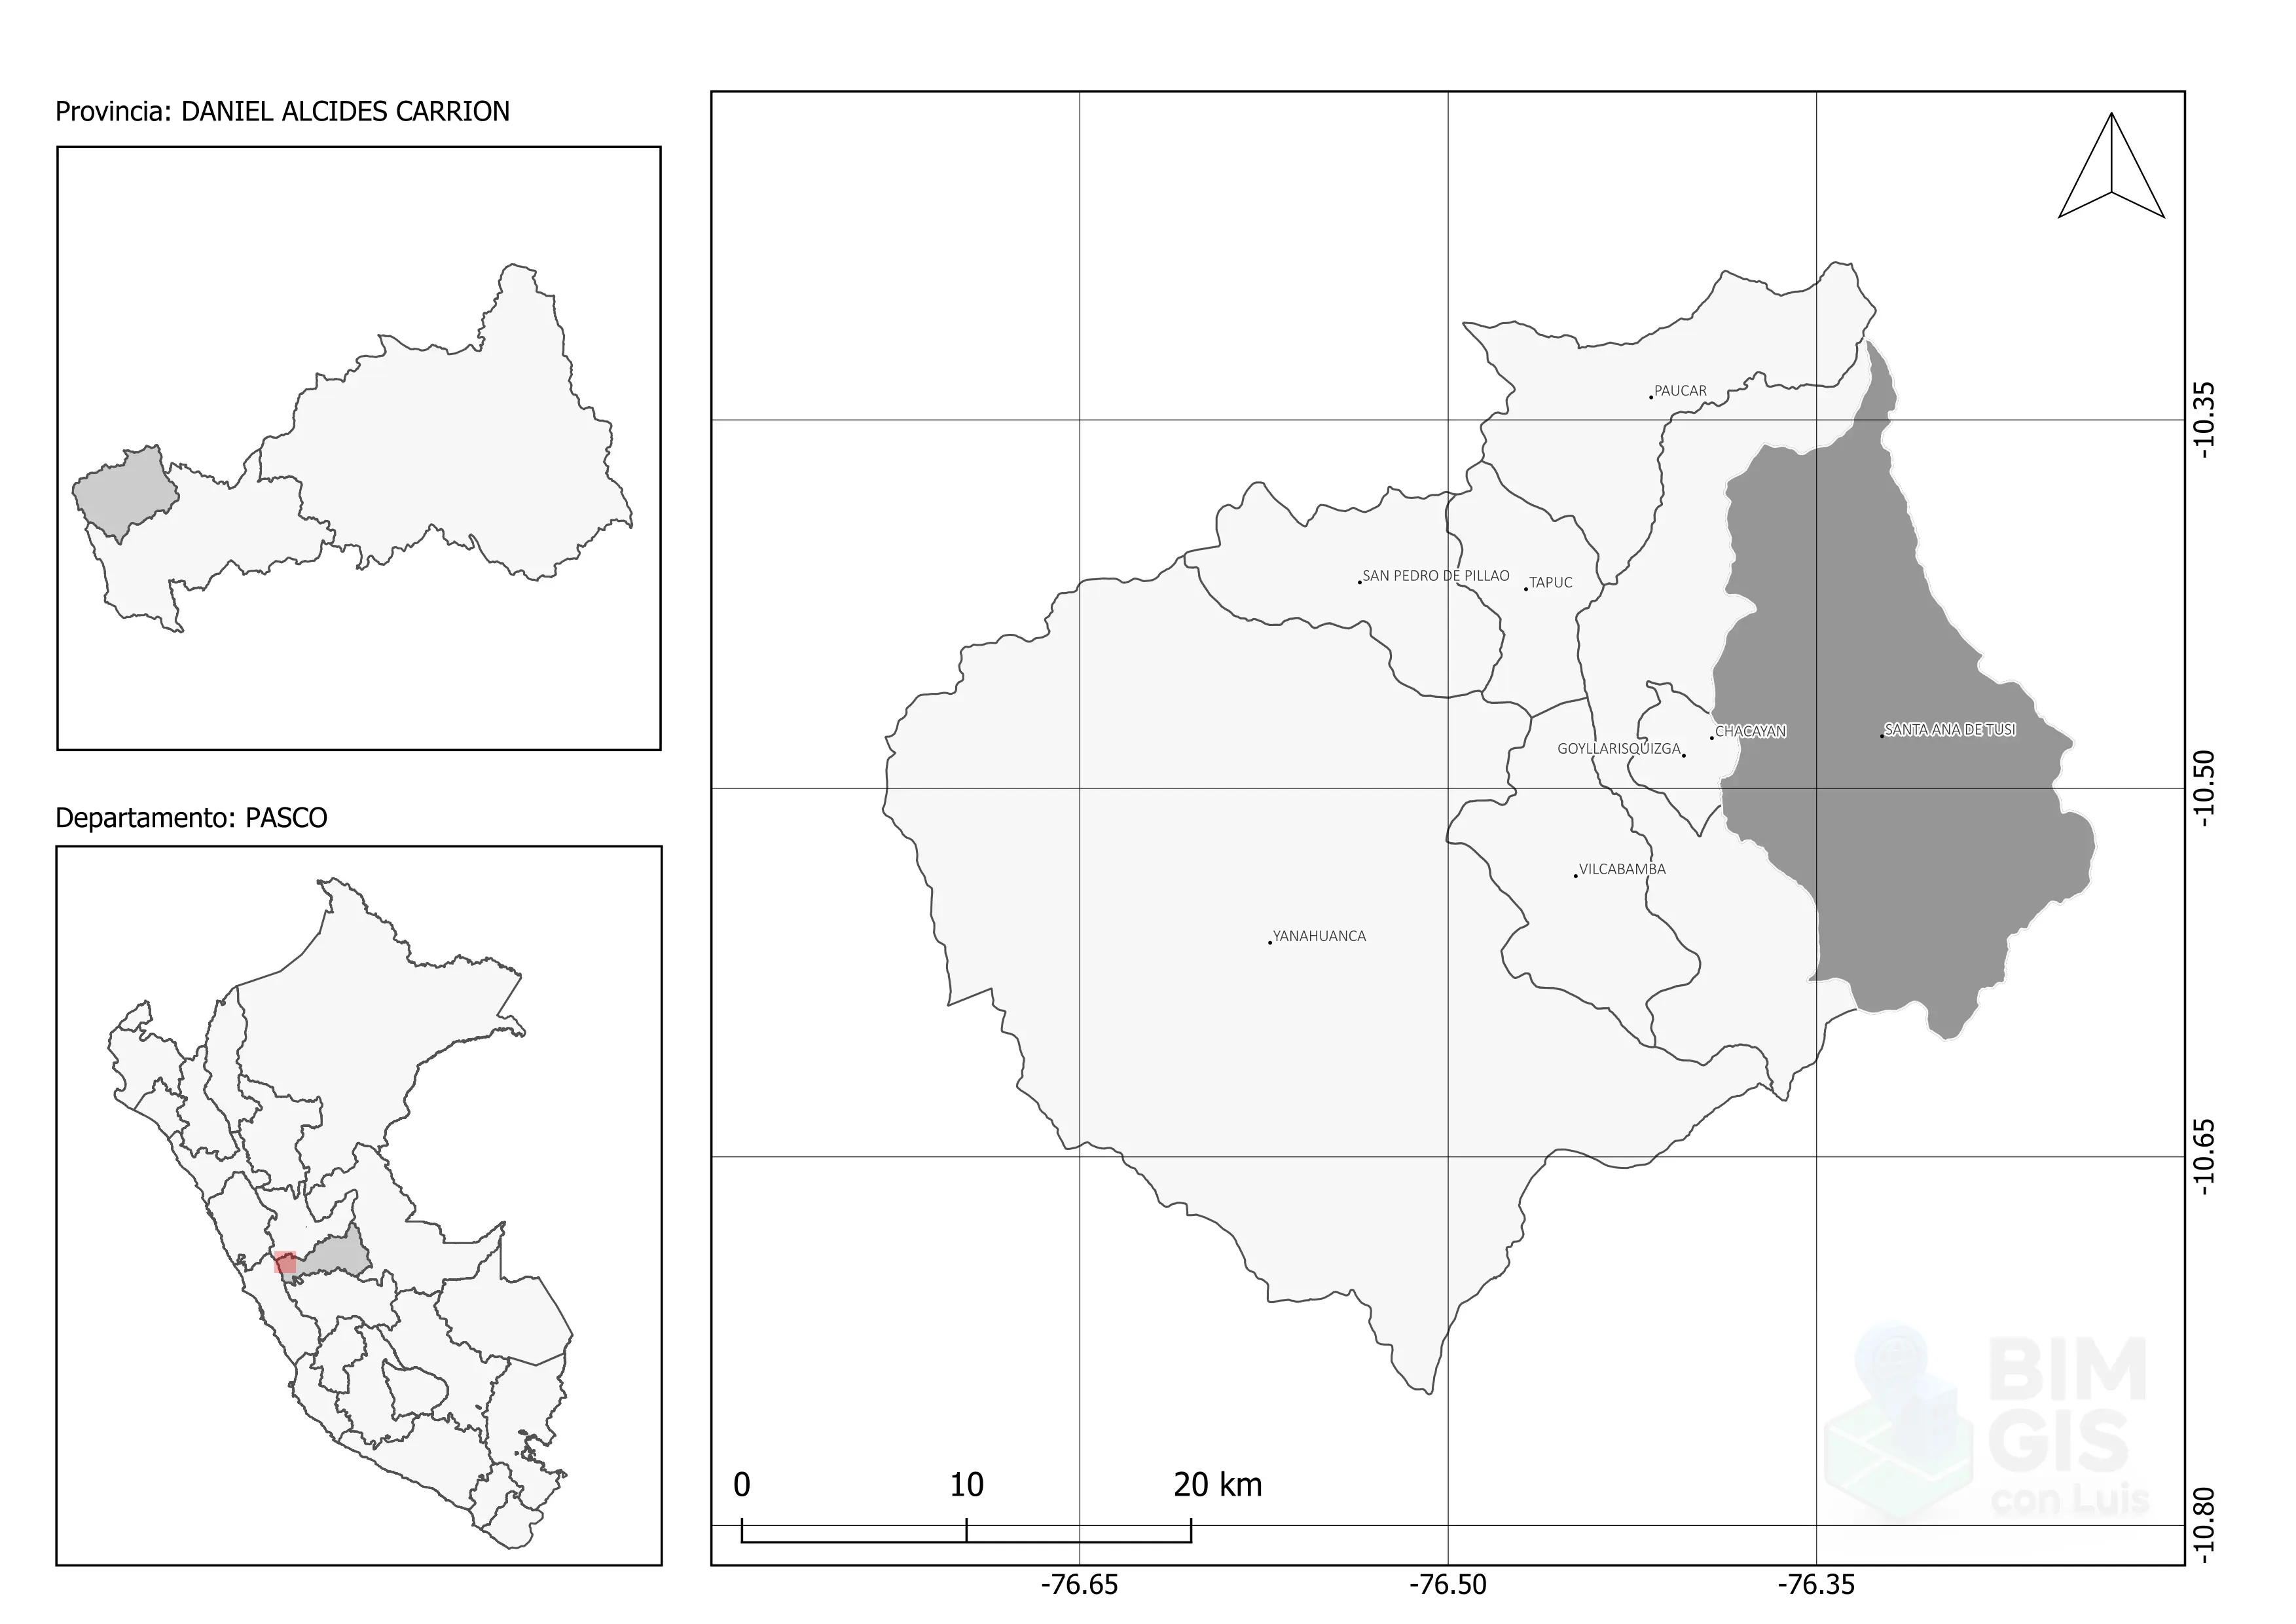 Provincia: DANIEL ALCIDES CARRION
Departamento: PASCO
PAUCAR
SAN PEDRO DE PILLAO
TAPUC
CHACAYAN
SANTA ANA DE TUSI
GOYLLARISQUIZGA
VILCABAMBA
YANAHUANCA
-10.35
-10.50
-10.65
-10.80
0 10 20 km
-76.65 -76.50 -76.35
BIM
GIS
con Luis